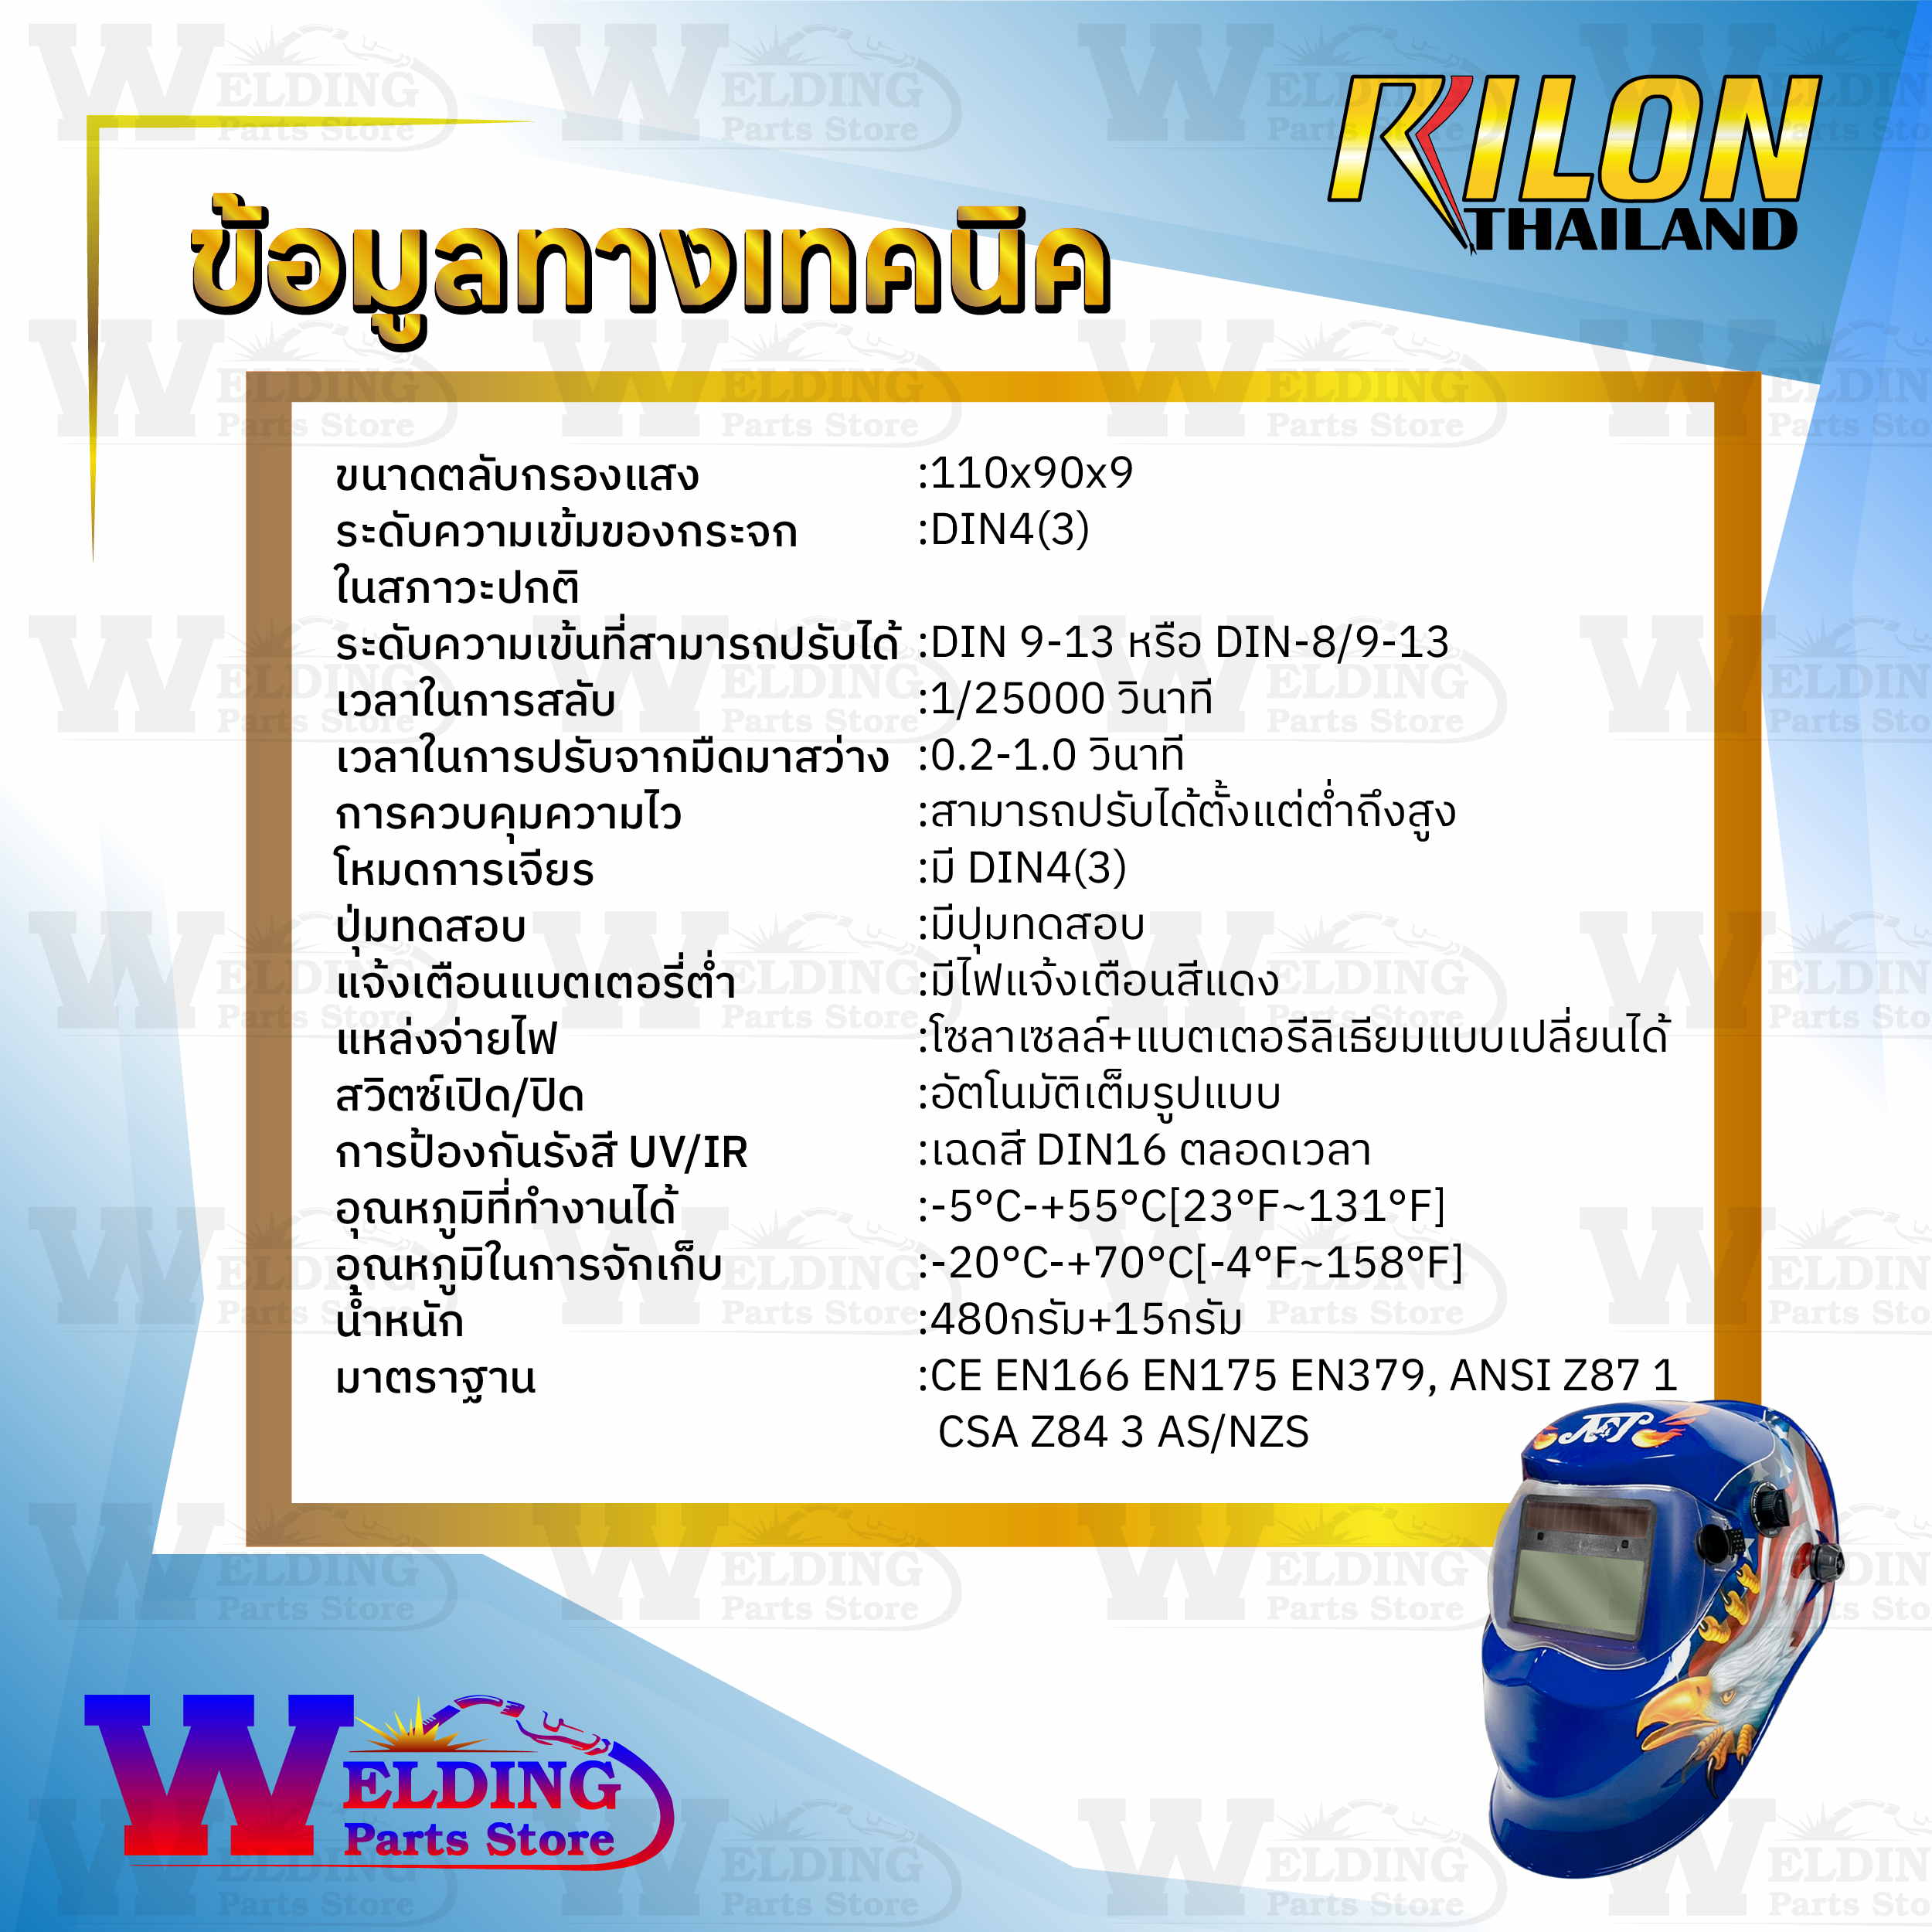 RILON
THAILAND
ข้อมูลทางเทคนิค
ขนาดตลับกรองแสง :110x90x9
ระดับความเข้มของกระจก :DIN4(3)
ในสภาวะปกติ
ระดับความเข้นที่สามารถปรับได้ :DIN 9-13 หรือ DIN-8/9-13
เวลาในการสลับ :1/25000 วินาที
เวลาในการปรับจากมืดมาสว่าง :0.2-1.0 วินาที
การควบคุมความไว :สามารถปรับได้ตั้งแต่ต่ำถึงสูง
โหมดการเจียร :มี DIN4(3)
ปุ่มทดสอบ :มีปุมทดสอบ
แจ้งเตือนแบตเตอรี่ต่ำ :มีไฟแจ้งเตือนสีแดง
แหล่งจ่ายไฟ :โซลาเซลล์+แบตเตอรีลิเธียมแบบเปลี่ยนได้
สวิตซ์เปิด/ปิด :อัตโนมัติเต็มรูปแบบ
การป้องกันรังสี UV/IR :เฉดสี DIN16 ตลอดเวลา
อุณหภูมิที่ทำงานได้ :-5°C-+55°C[23°F~131°F]
อุณหภูมิในการจักเก็บ :-20°C-+70°C[-4°F~158°F]
น้ำหนัก :480กรัม+15กรัม
มาตราฐาน :CE EN166 EN175 EN379, ANSI Z87 1
CSA Z84 3 AS/NZS
WELDING
Parts Store